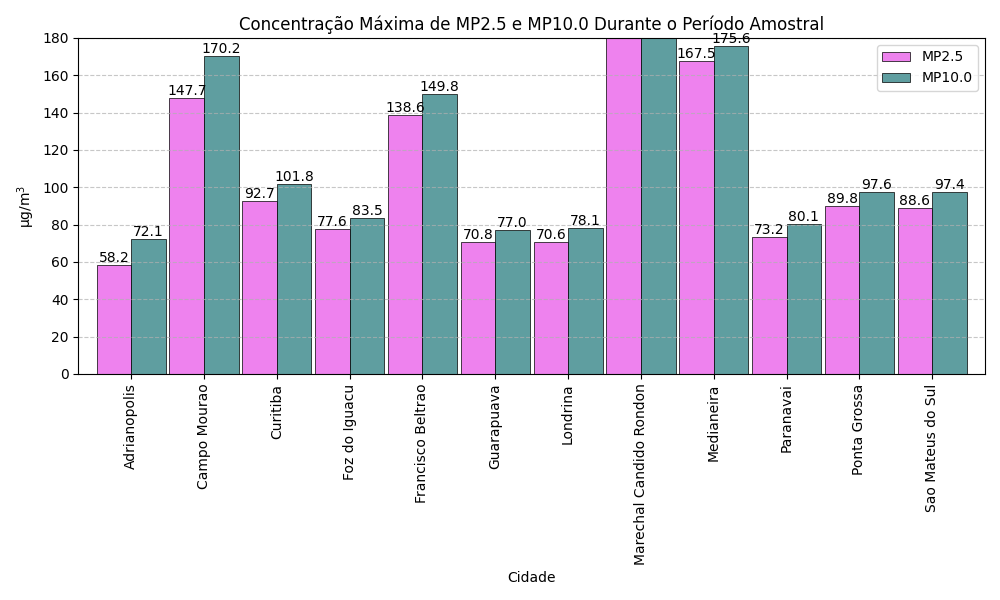 Concentração Máxima de MP2.5 e MP10.0 Durante o Período Amostral
MP2.5
MP10.0
µg/m³
180
160
140
120
100
80
60
40
20
0
58.2
72.1
147.7
170.2
92.7
101.8
77.6
83.5
138.6
149.8
70.8
77.0
70.6
78.1
167.5
175.6
73.2
80.1
89.8
97.6
88.6
97.4
Adrianopolis
Campo Mourao
Curitiba
Foz do Iguacu
Francisco Beltrao
Guarapuava
Londrina
Marechal Candido Rondon
Medianeira
Paranavai
Ponta Grossa
Sao Mateus do Sul
Cidade